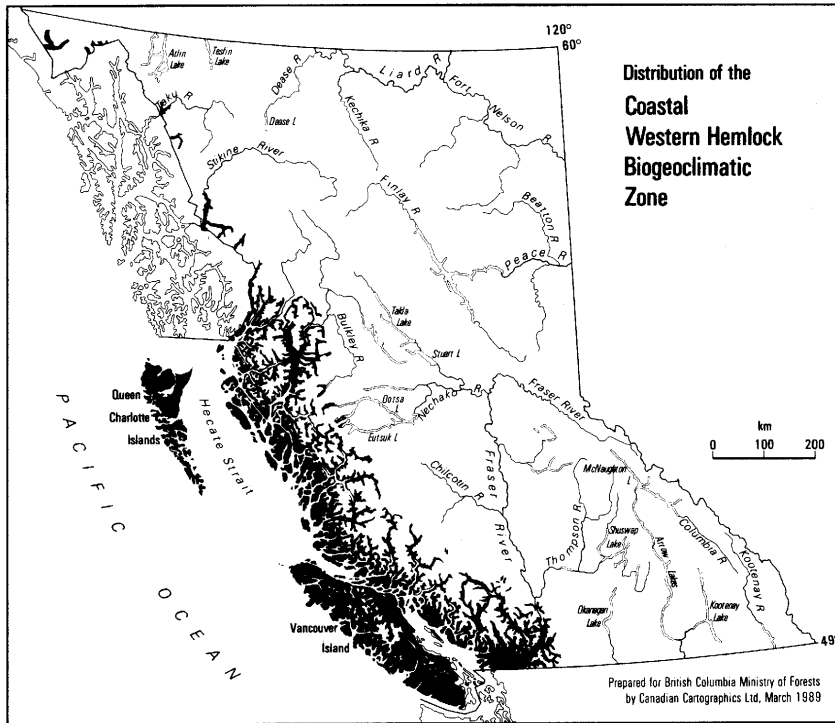 120°
60°
Distribution of the
Coastal
Western Hemlock
Biogeoclimatic
Zone
Atlin
Lake
Teslin
Lake
Taku R
Dease R
Liard R
Fort Nelson R
Dease L
Kechika R
Stikine River
Finlay R
Beatton R
Peace R
Takla
Lake
Stuart L
Bulkley R
Queen
Charlotte
Islands
Hecate Strait
PACIFIC OCEAN
Ootsa
L
Nechako R
Eutsuk L
Fraser River
km
0 100 200
McNaughton
L
Chilcotin R
Fraser River
Thompson R
Shuswap
Lake
Arrow Lakes
Columbia R
Kootenay R
Okanagan
Lake
Kootenay
Lake
Vancouver
Island
49°
Prepared for British Columbia Ministry of Forests
by Canadian Cartographics Ltd, March 1989